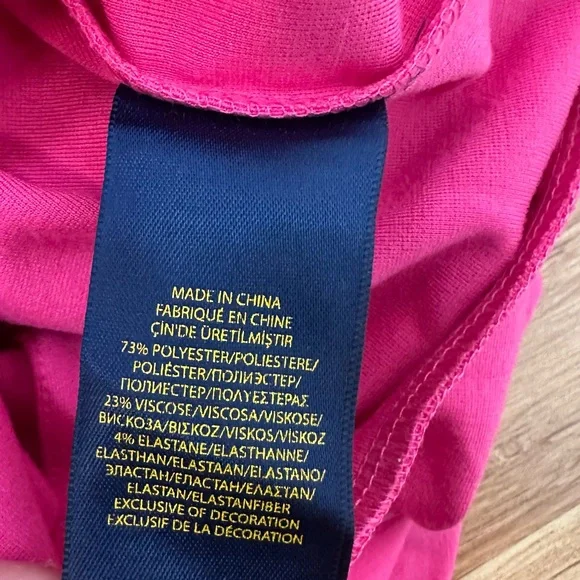 MADE IN CHINA
FABRIQUÉ EN CHINE
ÇİN'DE ÜRETİLMİŞTİR
73% POLYESTER/POLIESTERE/
POLIÉSTER/ПОЛИЭСТЕР/
ПОЛИЕСТЕР/ΠΟΛΥΕΣΤΕΡΑΣ
23% VISCOSE/VISCOSA/VISKOSE/
ВИСКОЗА/ΒΙΣΚΟΖ/VISKOS/VİSKOZ
4% ELASTANE/ELASTHANNE/
ELASTHAN/ELASTAAN/ELASTANO/
ЭЛАСТАН/ЕЛАСТАН/ΕΛΑΣΤΑΝ/
ELASTAN/ELASTANFIBER
EXCLUSIVE OF DECORATION
EXCLUSIF DE LA DÉCORATION